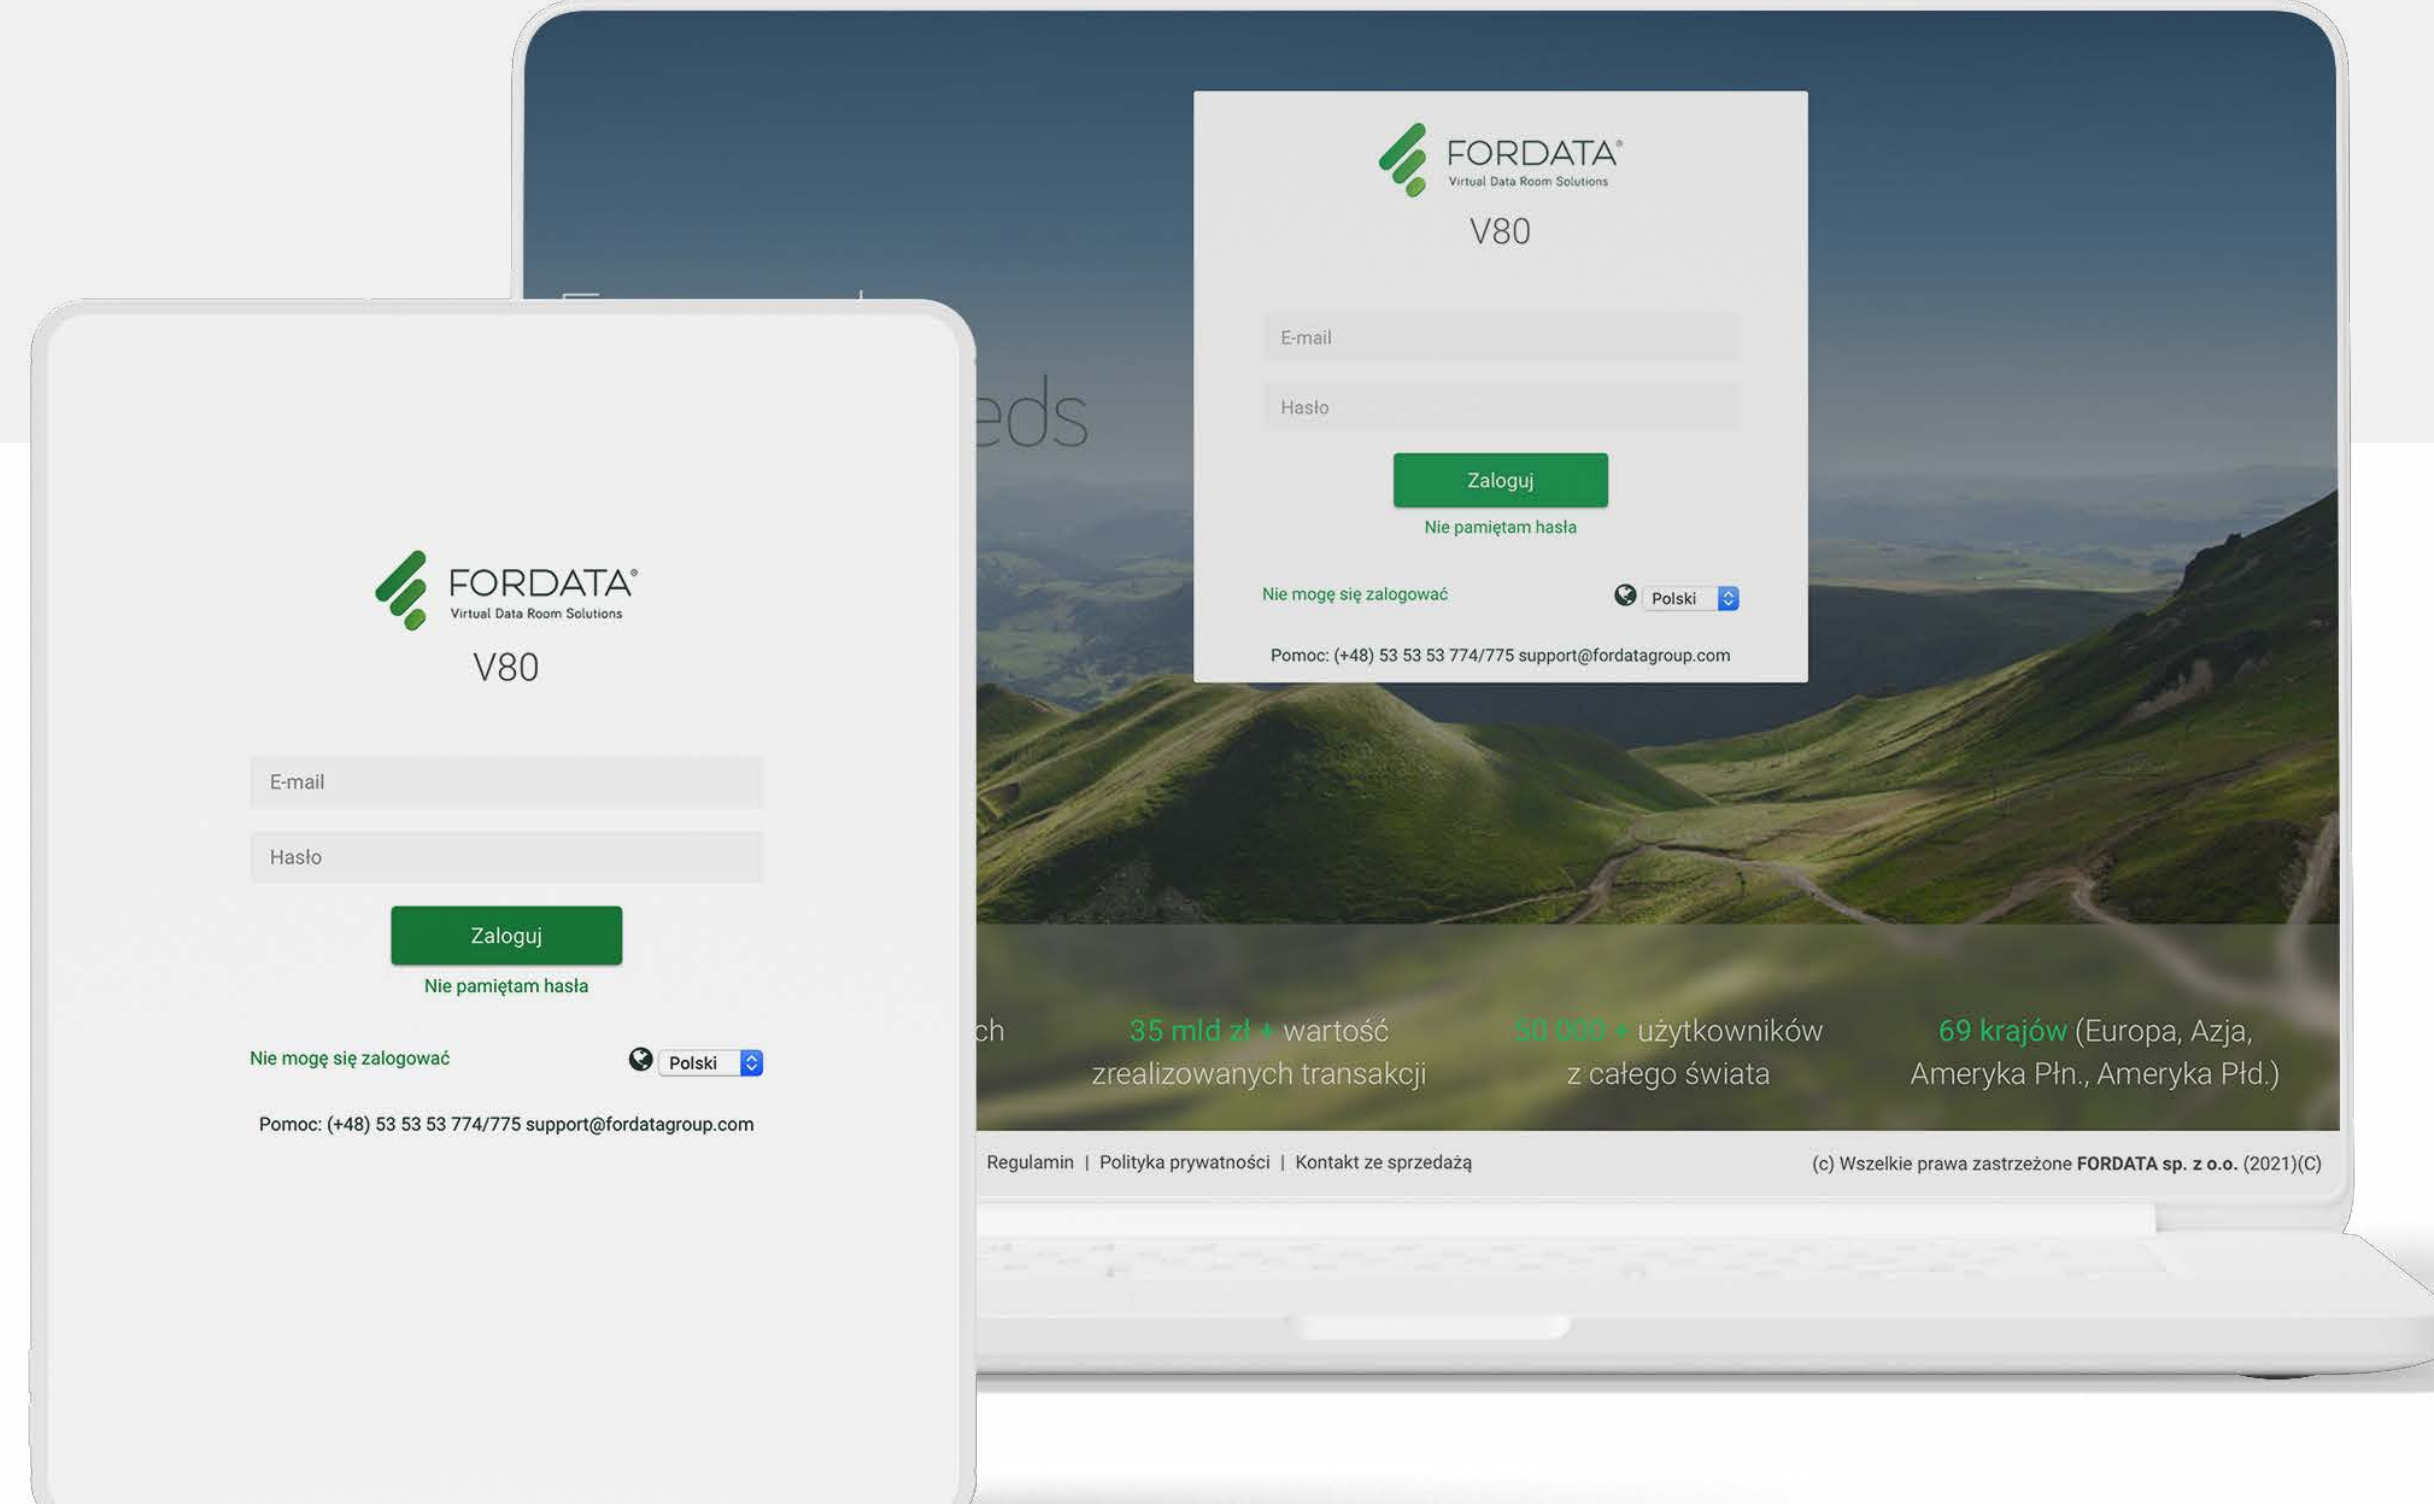 FORDATA®
Virtual Data Room Solutions
V80
E-mail
Hasło
Zaloguj
Nie pamiętam hasła
Nie mogę się zalogować
Polski
Pomoc: (+48) 53 53 53 774/775 support@fordatagroup.com
FORDATA®
Virtual Data Room Solutions
V80
E-mail
Hasło
Zaloguj
Nie pamiętam hasła
Nie mogę się zalogować
Polski
Pomoc: (+48) 53 53 53 774/775 support@fordatagroup.com
eds
ch
35 mld zł + wartość
zrealizowanych transakcji
50 000 + użytkowników
z całego świata
69 krajów (Europa, Azja,
Ameryka Płn., Ameryka Płd.)
Regulamin | Polityka prywatności | Kontakt ze sprzedażą
(c) Wszelkie prawa zastrzeżone FORDATA sp. z o.o. (2021)(C)